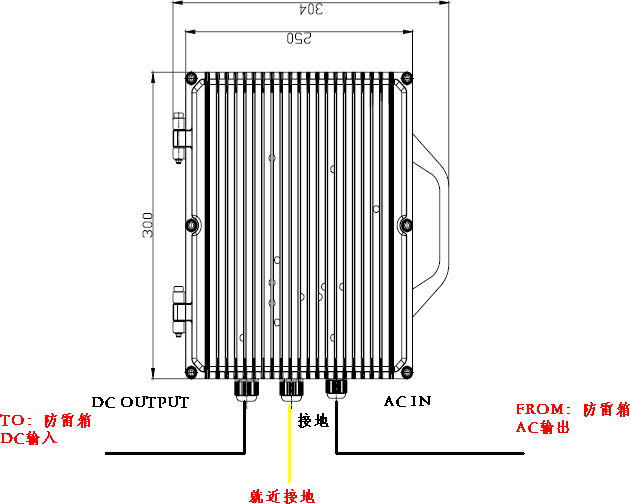 304
250
300
DC OUTPUT
接地
AC IN
TO：防雷箱
DC输入
FROM：防雷箱
AC输出
就近接地